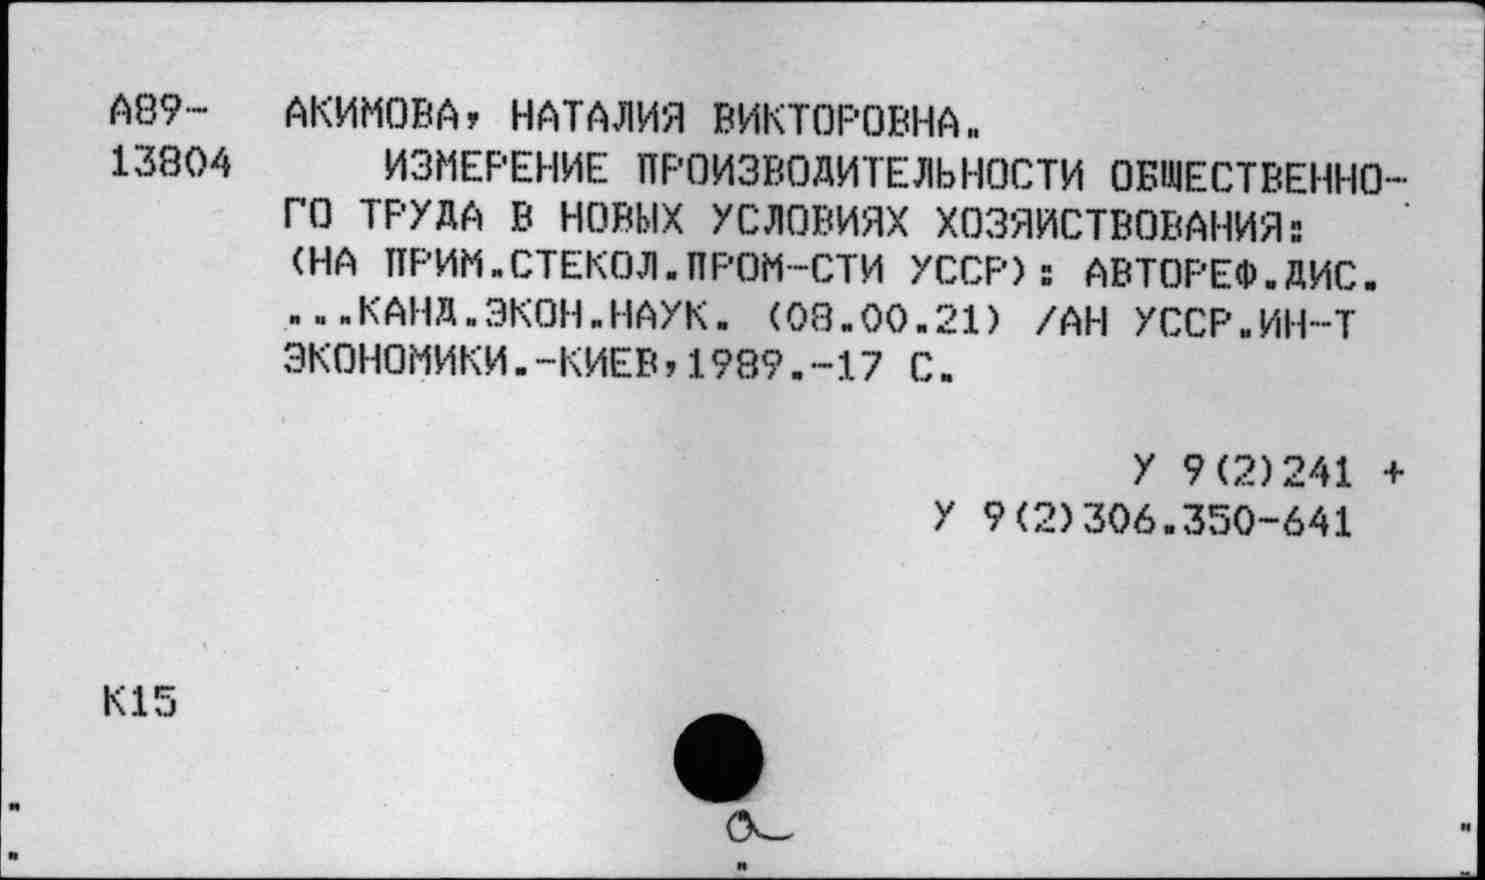 А89- АКИМОВА, НАТАЛИЯ ВИКТОРОВНА.
13804 ИЗМЕРЕНИЕ ПРОИЗВОДИТЕЛЬНОСТИ ОБЩЕСТВЕННО-
ГО ТРУДА В НОВЫХ УСЛОВИЯХ ХОЗЯЙСТВОВАНИЯ:
(НА ПРИМ.СТЕКОЛ.ПРОМ-СТИ УССР): АВТОРЕФ.ДИС.
...КАНД.ЭКОН.НАУК. (08.00.21) /АН УССР.ИН-Т
ЭКОНОМИКИ.-КИЕВ,1989.-17 С.
У 9(2)241 +
У 9(2)306.350-641
К15